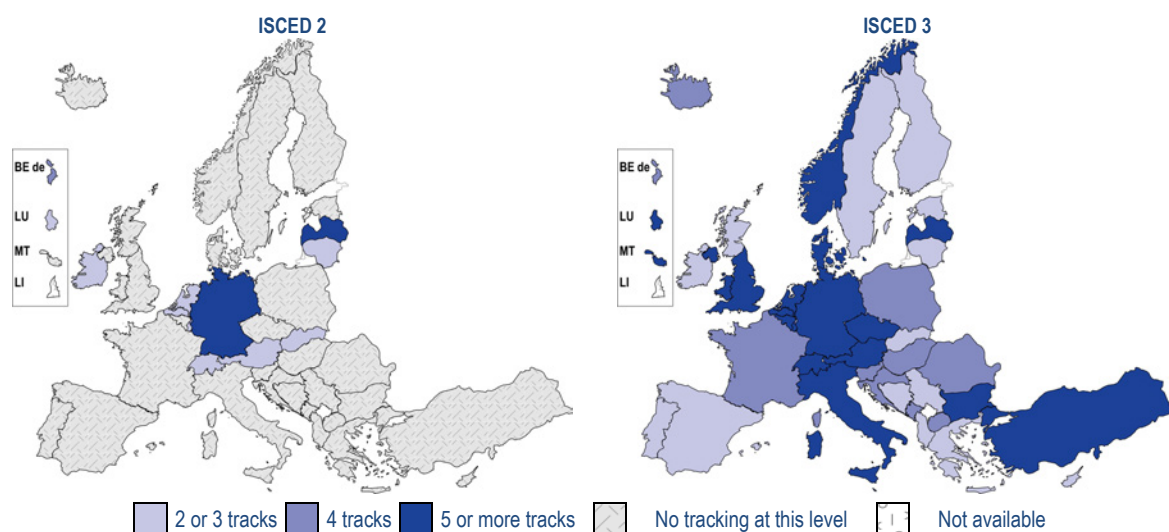 ISCED 2
ISCED 3
BE de
LU
MT
LI
BE de
LU
MT
LI
2 or 3 tracks
4 tracks
5 or more tracks
No tracking at this level
Not available